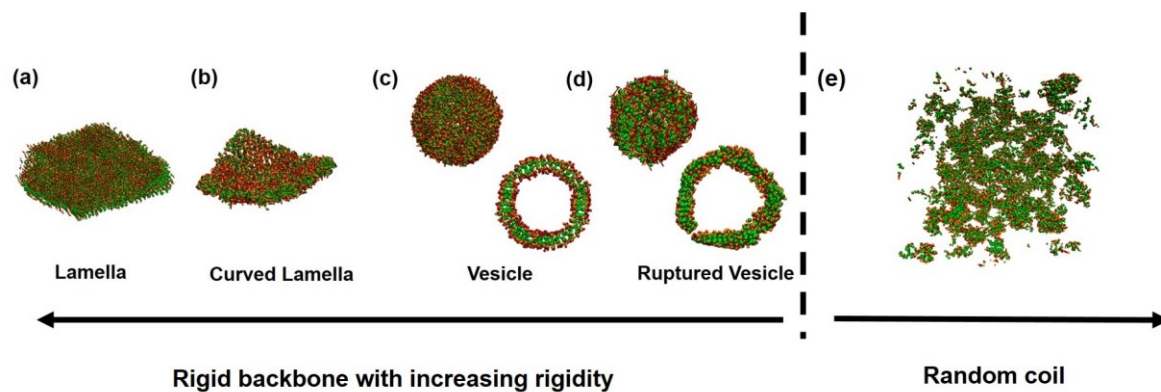 (a)
(b)
(c)
(d)
(e)
Lamella
Curved Lamella
Vesicle
Ruptured Vesicle
Rigid backbone with increasing rigidity
Random coil